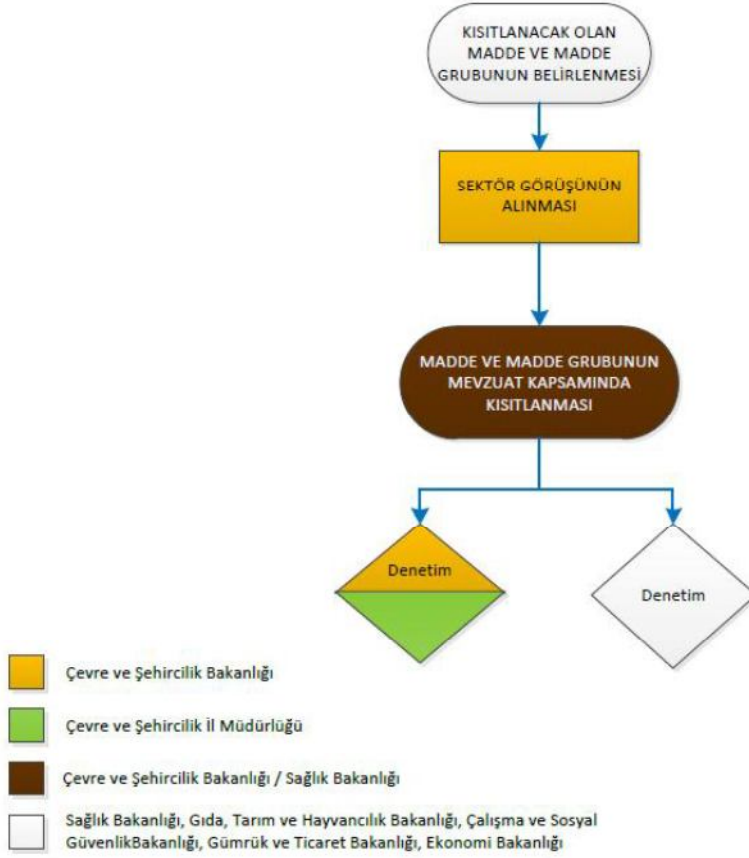 KISITLANACAK OLAN
MADDE VE MADDE
GRUBUNUN BELİRLENMESİ
SEKTÖR GÖRÜŞÜNÜN
ALINMASI
MADDE VE MADDE GRUBUNUN
MEVZUAT KAPSAMINDA
KISITLANMASI
Denetim
Denetim
Çevre ve Şehircilik Bakanlığı
Çevre ve Şehircilik İl Müdürlüğü
Çevre ve Şehircilik Bakanlığı / Sağlık Bakanlığı
Sağlık Bakanlığı, Gıda, Tarım ve Hayvancılık Bakanlığı, Çalışma ve Sosyal
GüvenlikBakanlığı, Gümrük ve Ticaret Bakanlığı, Ekonomi Bakanlığı